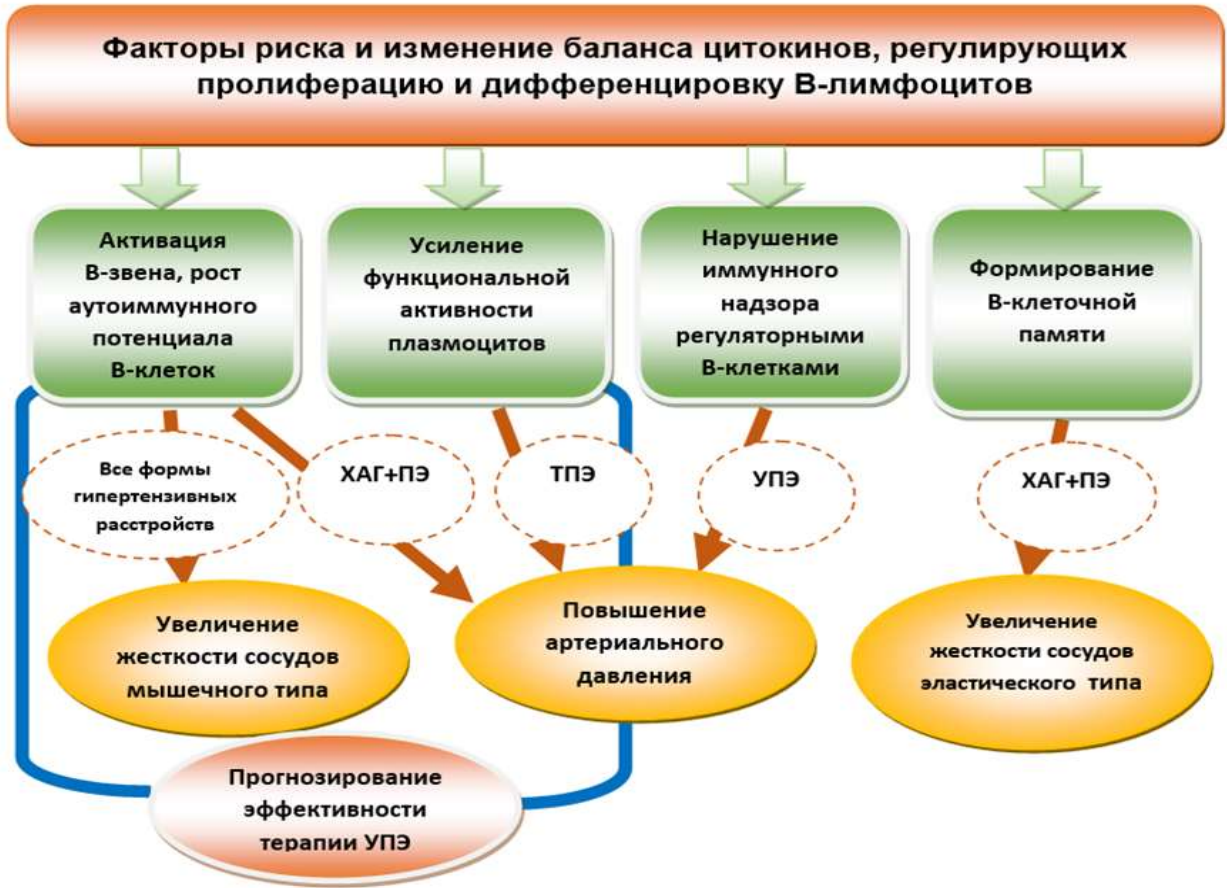 Факторы риска и изменение баланса цитокинов, регулирующих
пролиферацию и дифференцировку В-лимфоцитов
Активация
В-звена, рост
аутоиммунного
потенциала
В-клеток
Усиление
функциональной
активности
плазмоцитов
Нарушение
иммунного
надзора
регуляторными
В-клетками
Формирование
В-клеточной
памяти
Все формы
гипертензивных
расстройств
ХАГ+ПЭ
ТПЭ
УПЭ
ХАГ+ПЭ
Увеличение
жесткости сосудов
мышечного типа
Повышение
артериального
давления
Увеличение
жесткости сосудов
эластического типа
Прогнозирование
эффективности
терапии УПЭ